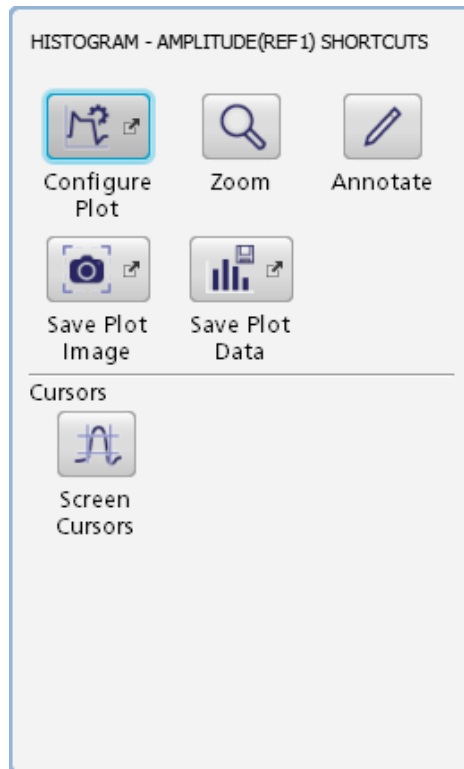 HISTOGRAM - AMPLITUDE(REF1) SHORTCUTS
Configure Plot
Zoom
Annotate
Save Plot Image
Save Plot Data
Cursors
Screen Cursors